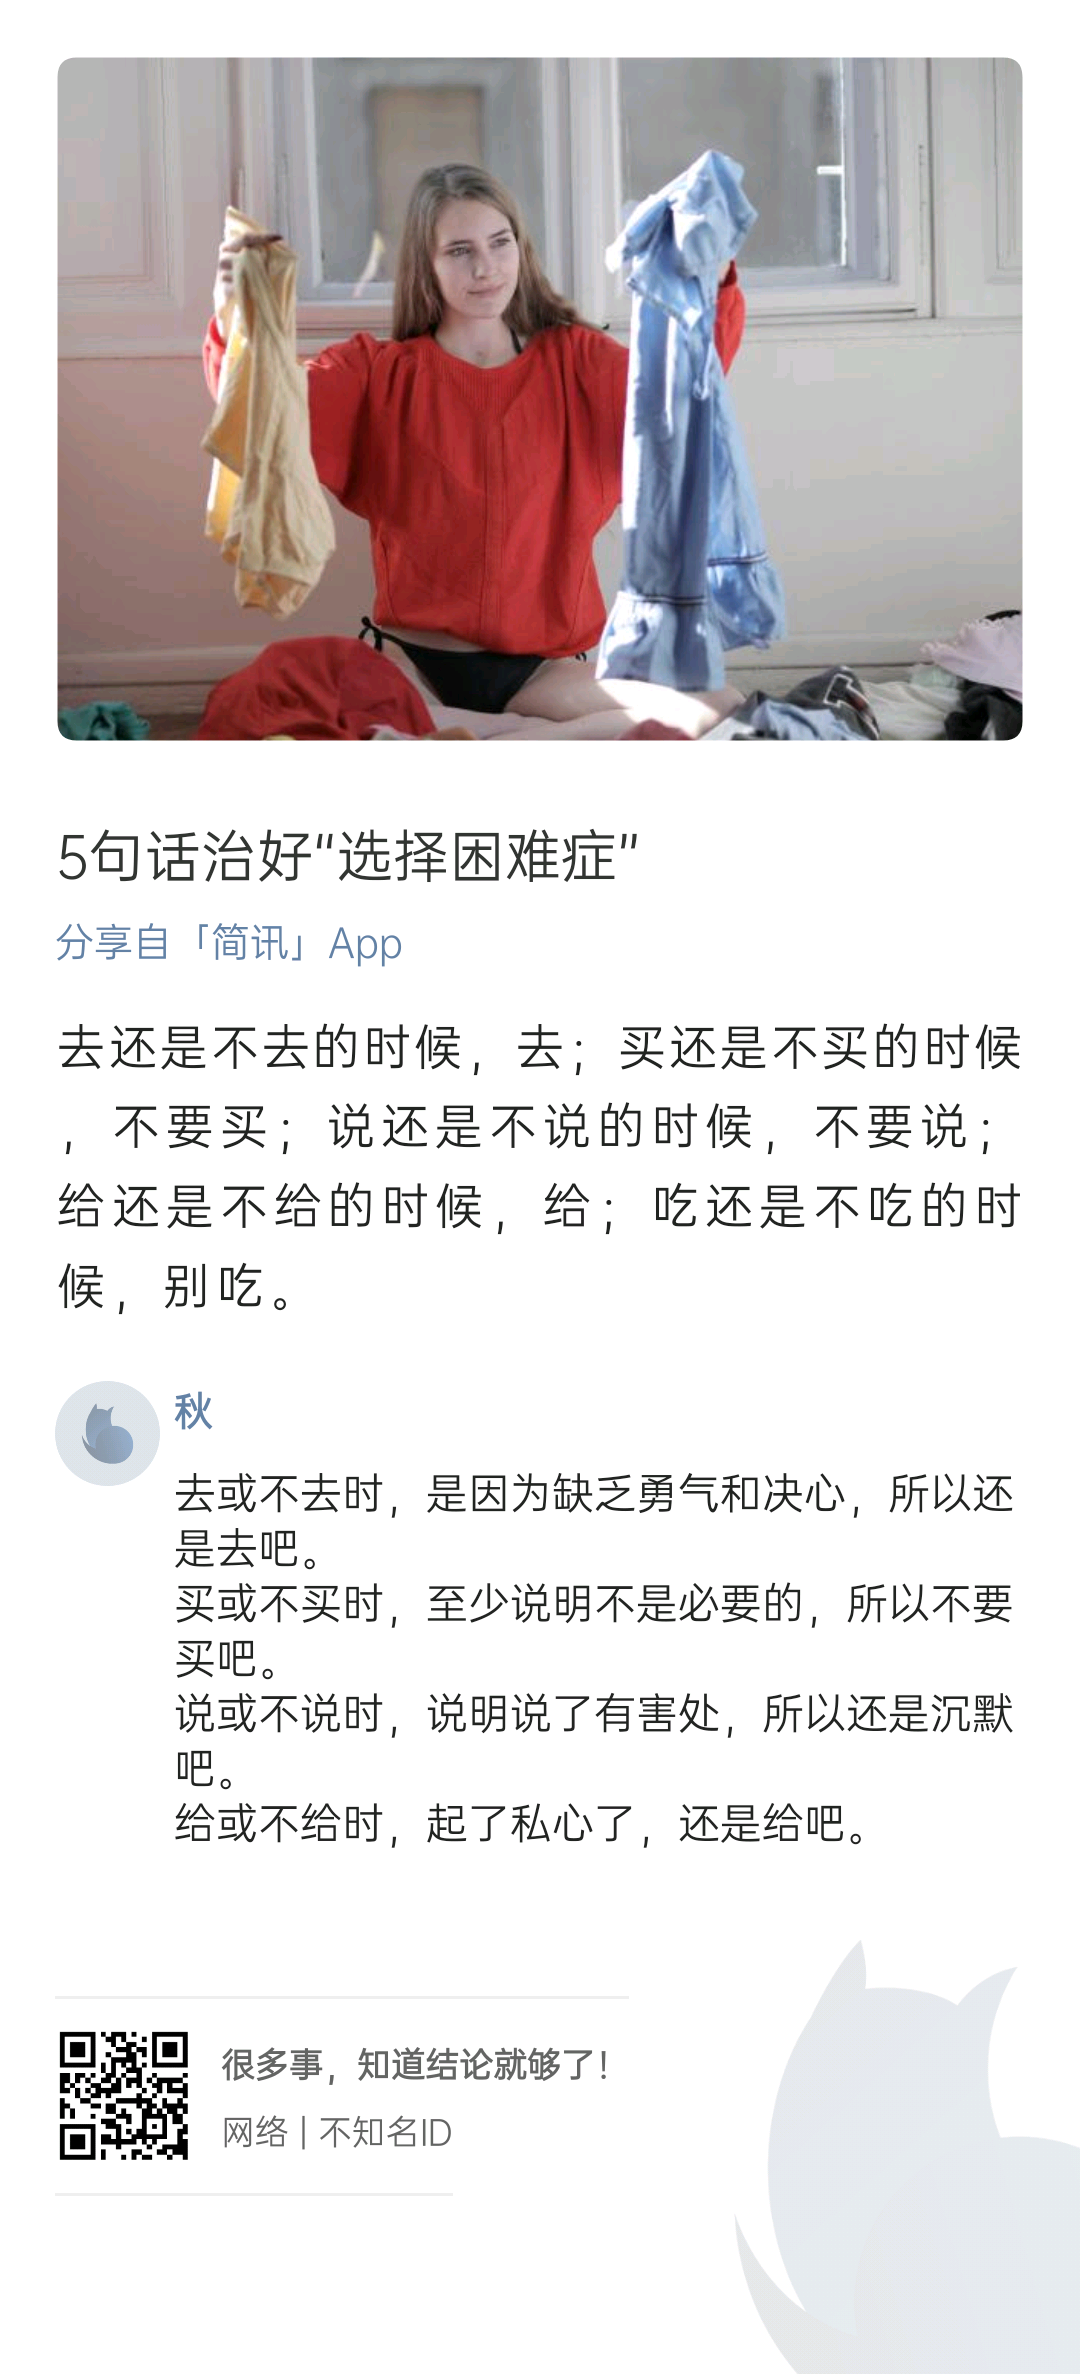 5句话治好“选择困难症”
分享自「简讯」App
去还是不去的时候，去；买还是不买的时候
，不要买；说还是不说的时候，不要说；
给还是不给的时候，给；吃还是不吃的时
候，别吃。
秋
去或不去时，是因为缺乏勇气和决心，所以还
是去吧。
买或不买时，至少说明不是必要的，所以不要
买吧。
说或不说时，说明说了有害处，所以还是沉默
吧。
给或不给时，起了私心了，还是给吧。
很多事，知道结论就够了！
网络 | 不知名ID